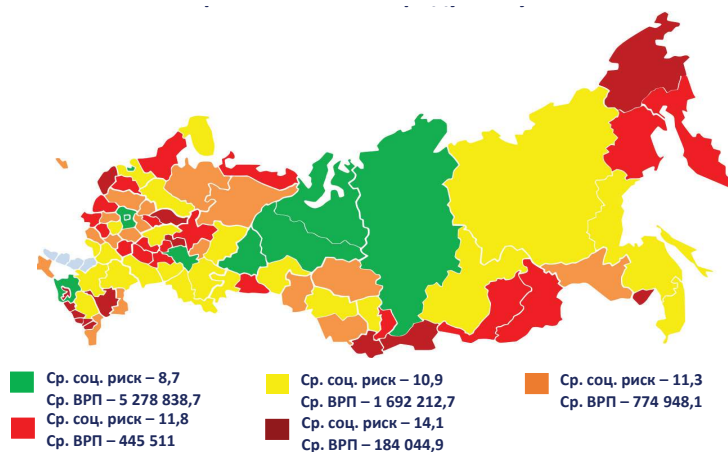 Ср. соц. риск – 8,7
Ср. ВРП – 5 278 838,7
Ср. соц. риск – 10,9
Ср. ВРП – 1 692 212,7
Ср. соц. риск – 11,3
Ср. ВРП – 774 948,1
Ср. соц. риск – 11,8
Ср. ВРП – 445 511
Ср. соц. риск – 14,1
Ср. ВРП – 184 044,9